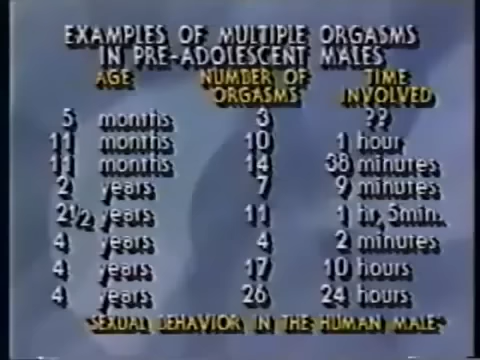 EXAMPLES OF MULTIPLE ORGASMS
IN PRE-ADOLESCENT MALES
AGE NUMBER OF ORGASMS TIME INVOLVED
5 months 3 ??
11 months 10 1 hour
11 months 14 38 minutes
2 years 7 9 minutes
2 1/2 years 11 1 hr, 5min.
4 years 4 2 minutes
4 years 17 10 hours
4 years 26 24 hours
"SEXUAL BEHAVIOR IN THE HUMAN MALE"